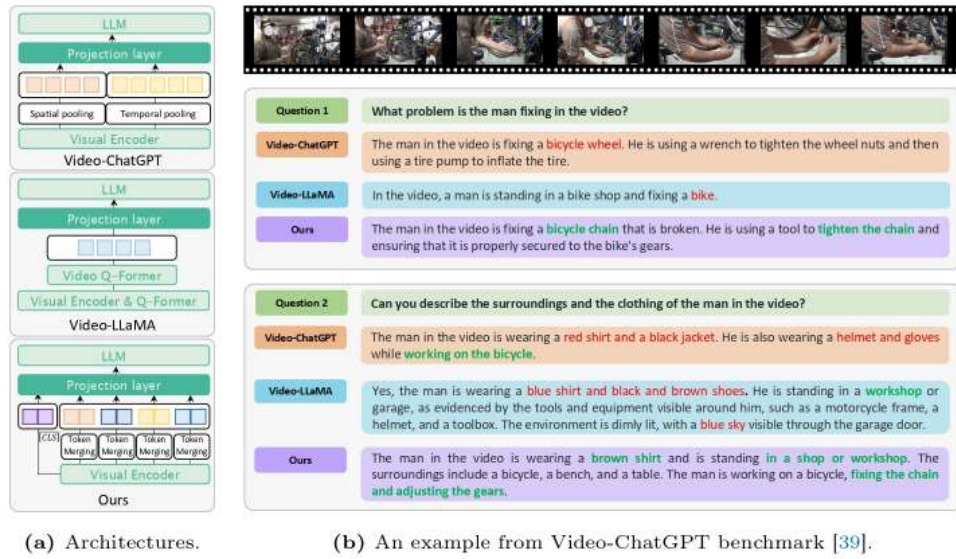 LLM
Projection layer
Spatial pooling Temporal pooling
Visual Encoder
Video-ChatGPT
LLM
Projection layer
Video Q-Former
Visual Encoder & Q-Former
Video-LLaMA
LLM
Projection layer
[CLS]
Token Merging Token Merging Token Merging Token Merging
Visual Encoder
Ours
(a) Architectures.
Question 1
What problem is the man fixing in the video?
Video-ChatGPT
The man in the video is fixing a bicycle wheel. He is using a wrench to tighten the wheel nuts and then
using a tire pump to inflate the tire.
Video-LLaMA
In the video, a man is standing in a bike shop and fixing a bike.
Ours
The man in the video is fixing a bicycle chain that is broken. He is using a tool to tighten the chain and
ensuring that it is properly secured to the bike's gears.
Question 2
Can you describe the surroundings and the clothing of the man in the video?
Video-ChatGPT
The man in the video is wearing a red shirt and a black jacket. He is also wearing a helmet and gloves
while working on the bicycle.
Video-LLaMA
Yes, the man is wearing a blue shirt and black and brown shoes. He is standing in a workshop or
garage, as evidenced by the tools and equipment visible around him, such as a motorcycle frame, a
helmet, and a toolbox. The environment is dimly lit, with a blue sky visible through the garage door.
Ours
The man in the video is wearing a brown shirt and is standing in a shop or workshop. The
surroundings include a bicycle, a bench, and a table. The man is working on a bicycle, fixing the chain
and adjusting the gears.
(b) An example from Video-ChatGPT benchmark [39].